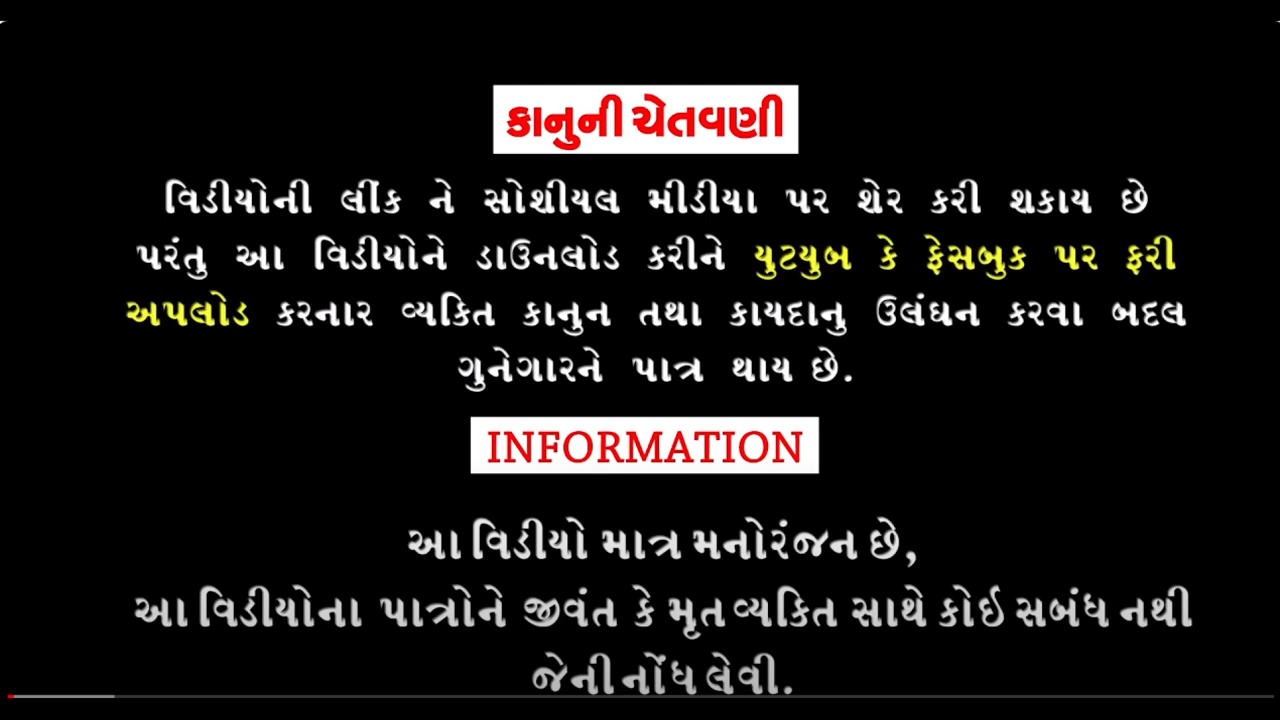 કાનુની ચેતવણી
વિડીયોની લીંક ને સોશીયલ મીડીયા પર શેર કરી શકાય છે
પરંતુ આ વિડીયોને ડાઉનલોડ કરીને યુટયુબ કે ફેસબુક પર ફરી
અપલોડ કરનાર વ્યકિત કાનુન તથા કાયદાનુ ઉલંઘન કરવા બદલ
ગુનેગારને પાત્ર થાય છે.
INFORMATION
આ વિડીયો માત્ર મનોરંજન છે,
આ વિડીયોના પાત્રોને જીવંત કે મૃત વ્યકિત સાથે કોઇ સબંધ નથી
જેની નોંધ લેવી.